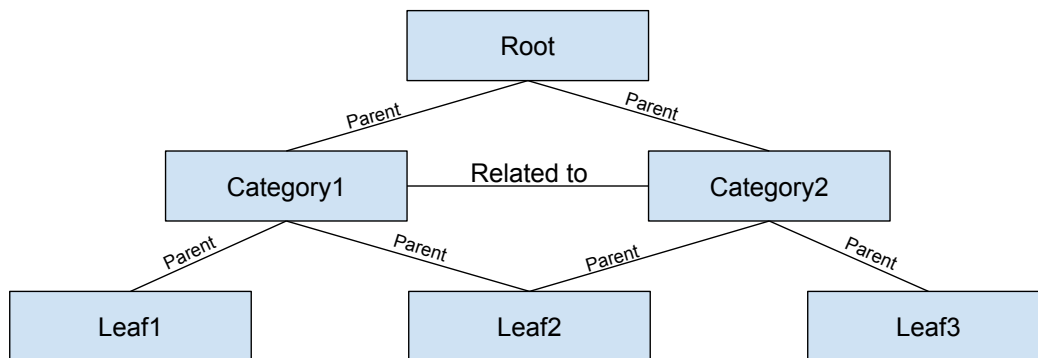 Root
Parent
Parent
Category1
Related to
Category2
Parent
Parent
Parent
Parent
Leaf1
Leaf2
Leaf3